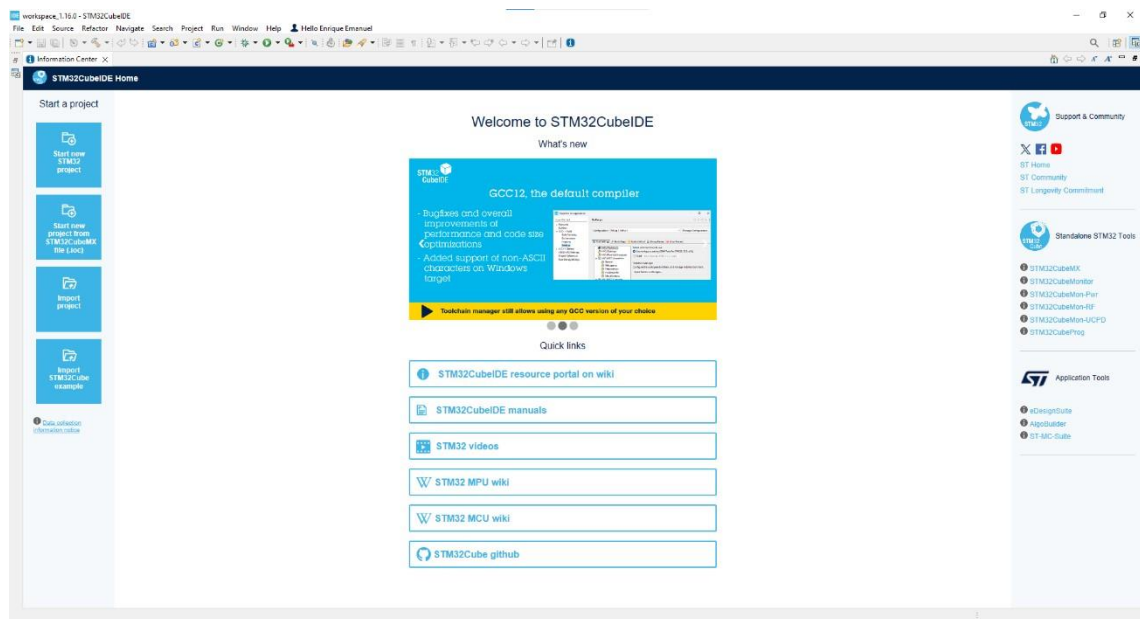 workspace_1.16.0 - STM32CubeIDE
File Edit Source Refactor Navigate Search Project Run Window Help Hello Enrique Emanuel
Information Center
STM32CubeIDE Home
Start a project
Start new
STM32
project
Start new
project from
STM32CubeMX
file (.ioc)
Import
project
Import
STM32Cube
example
Data collection
information notice
Welcome to STM32CubeIDE
What's new
STM32
CubeIDE
GCC12, the default compiler
- Bugfixes and overall
improvements of
performance and code size
optimizations
- Added support of non-ASCII
characters on Windows
target
Toolchain manager still allows using any GCC version of your choice
Quick links
STM32CubeIDE resource portal on wiki
STM32CubeIDE manuals
STM32 videos
STM32 MPU wiki
STM32 MCU wiki
STM32Cube github
Support & Community
ST Home
ST Community
ST Longevity Commitment
Standalone STM32 Tools
STM32CubeMX
STM32CubeMonitor
STM32CubeMon-Pwr
STM32CubeMon-RF
STM32CubeMon-UCPD
STM32CubeProg
Application Tools
eDesignSuite
AlgoBuilder
ST-MC-Suite